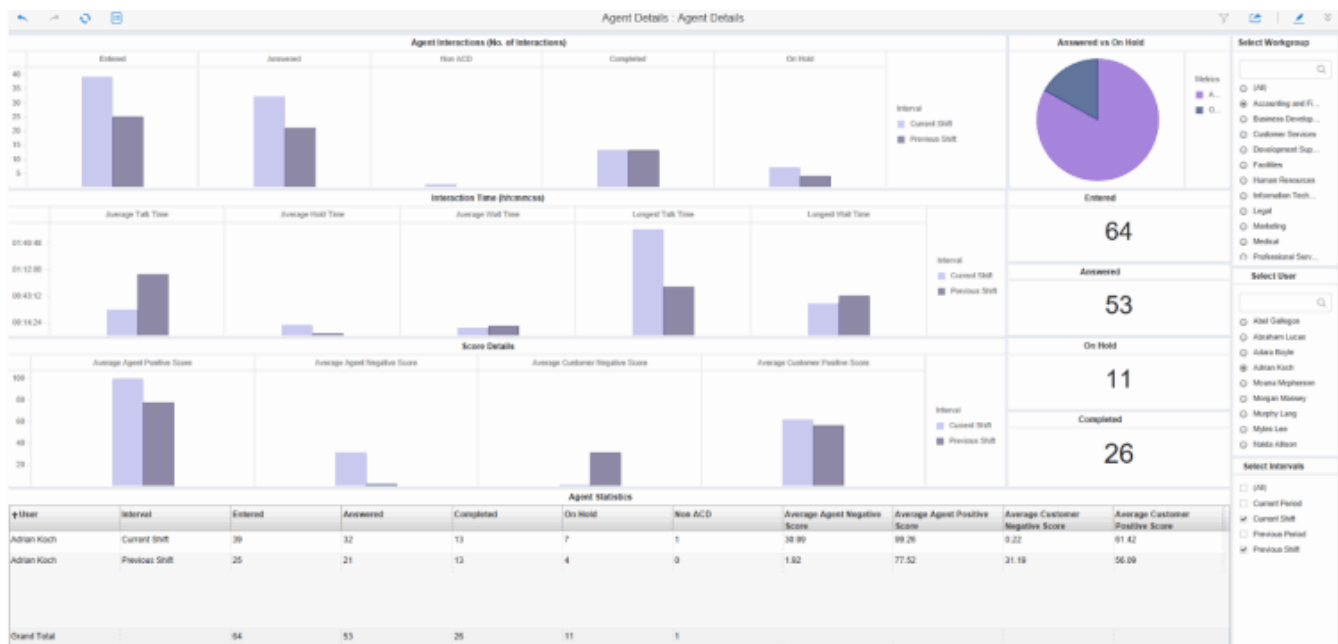 Agent Details : Agent Details
Agent Interactions (No. of Interactions)
Entered Answered Non ACD Completed On Hold
40
35
30
25
20
15
10
5
Interval
Current Shift
Previous Shift
Answered vs On Hold
Metrics
A...
O...
Interaction Time (hh:mm:ss)
Average Talk Time Average Hold Time Average Wait Time Longest Talk Time Longest Wait Time
01:40:48
01:12:00
00:43:12
00:14:24
Interval
Current Shift
Previous Shift
Entered
64
Answered
53
Score Details
Average Agent Positive Score Average Agent Negative Score Average Customer Negative Score Average Customer Positive Score
100
80
60
40
20
Interval
Current Shift
Previous Shift
On Hold
11
Completed
26
Agent Statistics
User Interval Entered Answered Completed On Hold Non ACD Average Agent Negative Score Average Agent Positive Score Average Customer Negative Score Average Customer Positive Score
Adrian Koch Current Shift 39 32 13 7 1 30.99 99.26 0.22 61.42
Adrian Koch Previous Shift 25 21 13 4 0 1.92 77.52 31.19 56.09
Grand Total 64 53 26 11 1
Select Workgroup
(All)
Accounting and Fi...
Business Develop...
Customer Services
Development Sup...
Facilities
Human Resources
Information Tech...
Legal
Marketing
Medical
Professional Serv...
Select User
Abel Gallegos
Abraham Lucas
Adara Boyle
Adrian Koch
Moana Mcpherson
Morgan Massey
Murphy Lang
Myles Lee
Naida Allison
Select Intervals
(All)
Current Period
Current Shift
Previous Period
Previous Shift